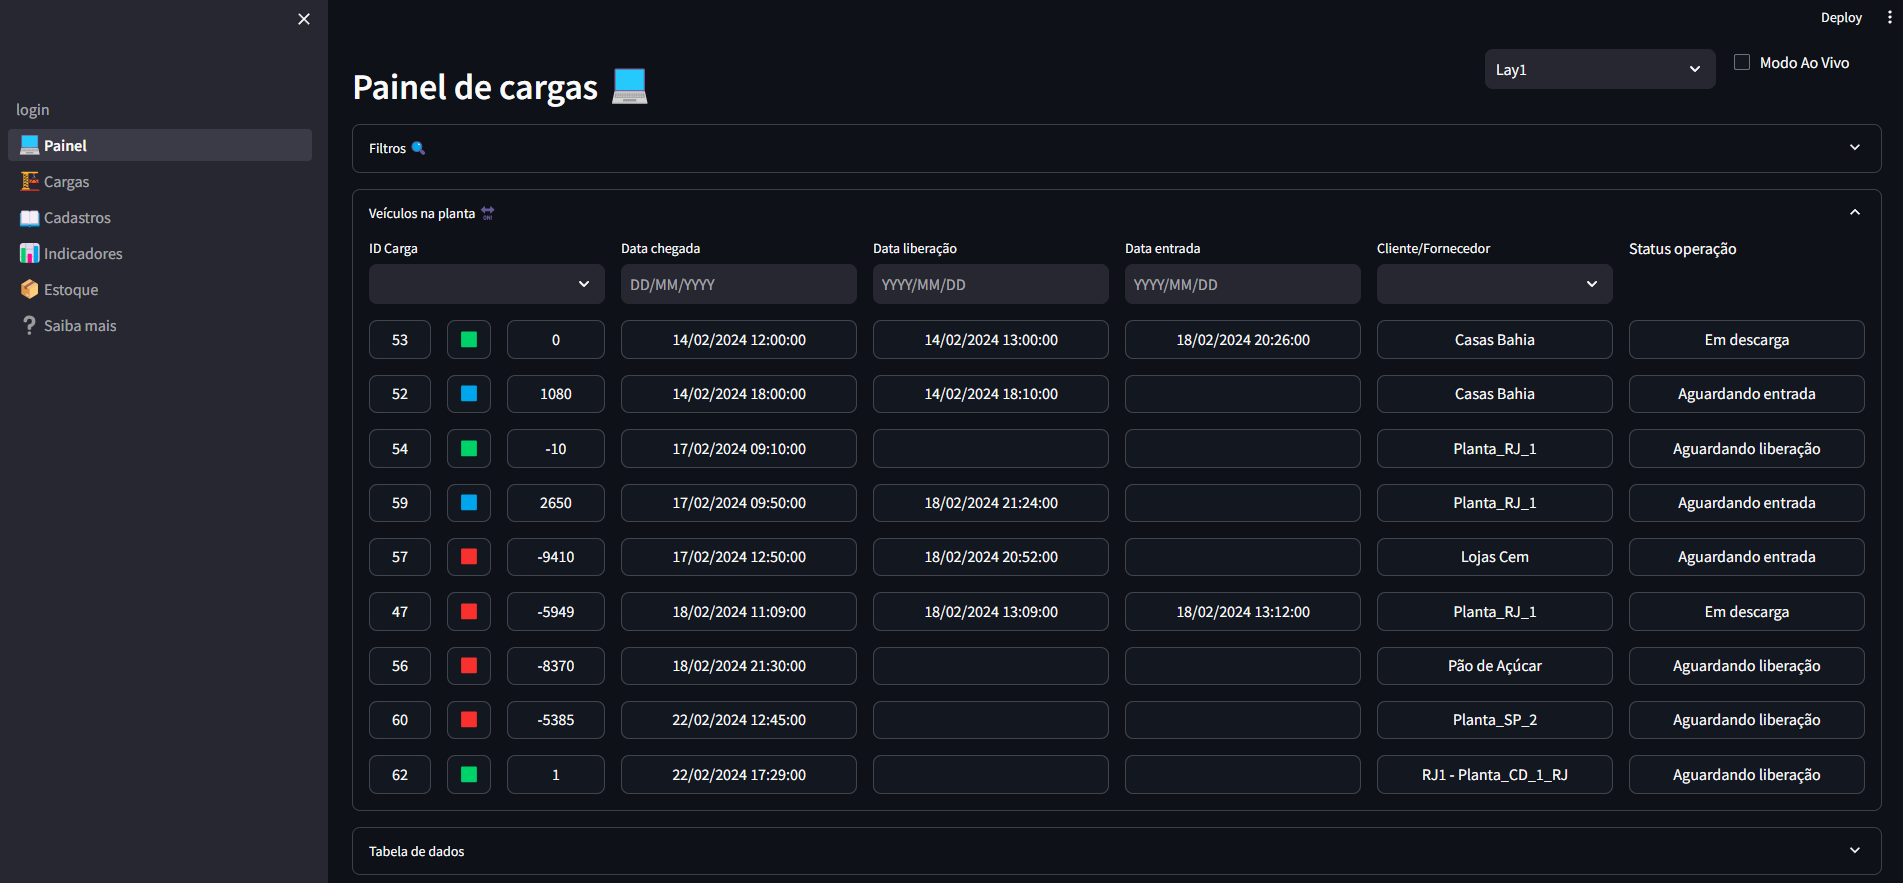 Deploy
Lay1
Modo Ao Vivo
Painel de cargas
login
Painel
Cargas
Cadastros
Indicadores
Estoque
Saiba mais
Filtros
Veículos na planta
ID Carga Data chegada Data liberação Data entrada Cliente/Fornecedor Status operação
DD/MM/YYYY YYYY/MM/DD YYYY/MM/DD
53 0 14/02/2024 12:00:00 14/02/2024 13:00:00 18/02/2024 20:26:00 Casas Bahia Em descarga
52 1080 14/02/2024 18:00:00 14/02/2024 18:10:00 Casas Bahia Aguardando entrada
54 -10 17/02/2024 09:10:00 Planta_RJ_1 Aguardando liberação
59 2650 17/02/2024 09:50:00 18/02/2024 21:24:00 Planta_RJ_1 Aguardando entrada
57 -9410 17/02/2024 12:50:00 18/02/2024 20:52:00 Lojas Cem Aguardando entrada
47 -5949 18/02/2024 11:09:00 18/02/2024 13:09:00 18/02/2024 13:12:00 Planta_RJ_1 Em descarga
56 -8370 18/02/2024 21:30:00 Pão de Açúcar Aguardando liberação
60 -5385 22/02/2024 12:45:00 Planta_SP_2 Aguardando liberação
62 1 22/02/2024 17:29:00 RJ1 - Planta_CD_1_RJ Aguardando liberação
Tabela de dados